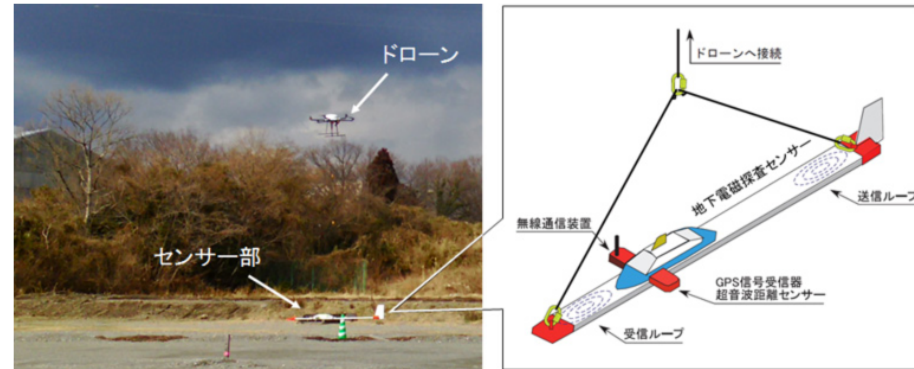 ドローン
センサー部
ドローンへ接続
地下電磁探査センサー
送信ループ
無線通信装置
GPS信号受信器
超音波距離センサー
受信ループ